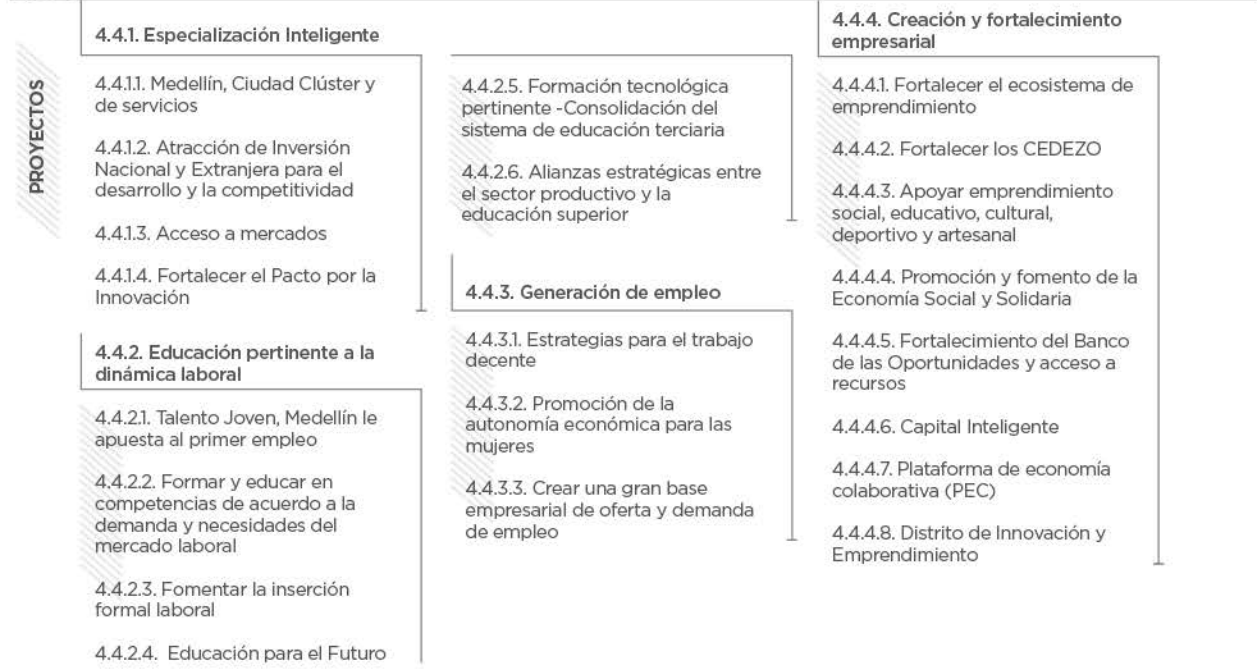 PROYECTOS
4.4.1. Especialización Inteligente
4.4.1.1. Medellín, Ciudad Clúster y
de servicios
4.4.1.2. Atracción de Inversión
Nacional y Extranjera para el
desarrollo y la competitividad
4.4.1.3. Acceso a mercados
4.4.1.4. Fortalecer el Pacto por la
Innovación
4.4.2. Educación pertinente a la
dinámica laboral
4.4.2.1. Talento Joven, Medellín le
apuesta al primer empleo
4.4.2.2. Formar y educar en
competencias de acuerdo a la
demanda y necesidades del
mercado laboral
4.4.2.3. Fomentar la inserción
formal laboral
4.4.2.4. Educación para el Futuro
4.4.2.5. Formación tecnológica
pertinente -Consolidación del
sistema de educación terciaria
4.4.2.6. Alianzas estratégicas entre
el sector productivo y la
educación superior
4.4.3. Generación de empleo
4.4.3.1. Estrategias para el trabajo
decente
4.4.3.2. Promoción de la
autonomía económica para las
mujeres
4.4.3.3. Crear una gran base
empresarial de oferta y demanda
de empleo
4.4.4. Creación y fortalecimiento
empresarial
4.4.4.1. Fortalecer el ecosistema de
emprendimiento
4.4.4.2. Fortalecer los CEDEZO
4.4.4.3. Apoyar emprendimiento
social, educativo, cultural,
deportivo y artesanal
4.4.4.4. Promoción y fomento de la
Economía Social y Solidaria
4.4.4.5. Fortalecimiento del Banco
de las Oportunidades y acceso a
recursos
4.4.4.6. Capital Inteligente
4.4.4.7. Plataforma de economía
colaborativa (PEC)
4.4.4.8. Distrito de Innovación y
Emprendimiento